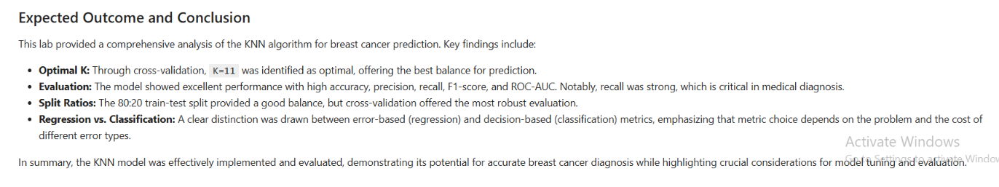 Expected Outcome and Conclusion
This lab provided a comprehensive analysis of the KNN algorithm for breast cancer prediction. Key findings include:
• Optimal K: Through cross-validation, K=11 was identified as optimal, offering the best balance for prediction.
• Evaluation: The model showed excellent performance with high accuracy, precision, recall, F1-score, and ROC-AUC. Notably, recall was strong, which is critical in medical diagnosis.
• Split Ratios: The 80:20 train-test split provided a good balance, but cross-validation offered the most robust evaluation.
• Regression vs. Classification: A clear distinction was drawn between error-based (regression) and decision-based (classification) metrics, emphasizing that metric choice depends on the problem and the cost of
different error types.
Activate Windows
Go to Settings to activate Window
In summary, the KNN model was effectively implemented and evaluated, demonstrating its potential for accurate breast cancer diagnosis while highlighting crucial considerations for model tuning and evaluation.